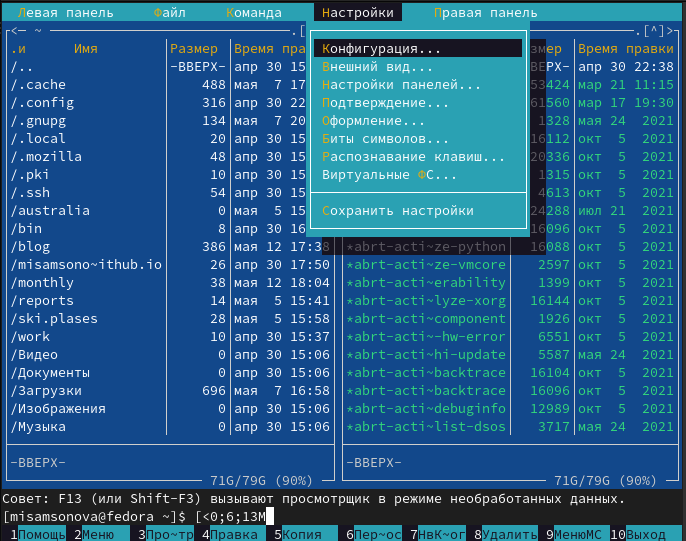 Левая панель Файл Команда Настройки Правая панель
<─ ~ .[ .[^]>
.и Имя Размер Время пра змер Время правки
/.. -ВВЕРХ- апр 30 15 ВЕРХ- апр 30 22:38
/.cache 488 мая 7 17 53424 мар 21 11:15
/.config 316 апр 30 22 61560 мар 17 19:30
/.gnupg 134 мая 7 20 1328 мая 24 2021
/.local 20 апр 30 15 16112 окт 5 2021
/.mozilla 48 апр 30 15 20336 окт 5 2021
/.pki 10 апр 30 15 1315 окт 5 2021
/.ssh 54 апр 30 15 4613 окт 5 2021
/australia 0 мая 5 15 24288 июл 21 2021
/bin 8 апр 30 16 16096 окт 5 2021
Конфигурация...
Внешний вид...
Настройки панелей...
Подтверждение...
Оформление...
Биты символов...
Распознавание клавиш...
Виртуальные ФС...
Сохранить настройки
/blog 386 мая 12 17:38 *abrt-acti~ze-python 16088 окт 5 2021
/misamsono~ithub.io 26 апр 30 17:50 *abrt-acti~ze-vmcore 2597 окт 5 2021
/monthly 38 мая 12 18:04 *abrt-acti~erability 1399 окт 5 2021
/reports 14 мая 5 15:41 *abrt-acti~lyze-xorg 16144 окт 5 2021
/ski.plases 28 мая 5 15:58 *abrt-acti~component 1926 окт 5 2021
/work 10 апр 30 15:37 *abrt-acti~-hw-error 6551 окт 5 2021
/Видео 0 апр 30 15:06 *abrt-acti~hi-update 5587 мая 24 2021
/Документы 0 апр 30 15:06 *abrt-acti~backtrace 16104 окт 5 2021
/Загрузки 696 мая 7 16:58 *abrt-acti~backtrace 16096 окт 5 2021
/Изображения 0 апр 30 15:06 *abrt-acti~debuginfo 12989 окт 5 2021
/Музыка 0 апр 30 15:06 *abrt-acti~list-dsos 3717 мая 24 2021
-ВВЕРХ- -ВВЕРХ-
71G/79G (90%) 71G/79G (90%)
Совет: F13 (или Shift-F3) вызывают просмотрщик в режиме необработанных данных.
[misamsonova@fedora ~]$ [<0;6;13M
1Помощь 2Меню 3Про~тр 4Правка 5Копия 6Пер~ос 7НвК~ог 8Удалить 9МенюМС 10Выход